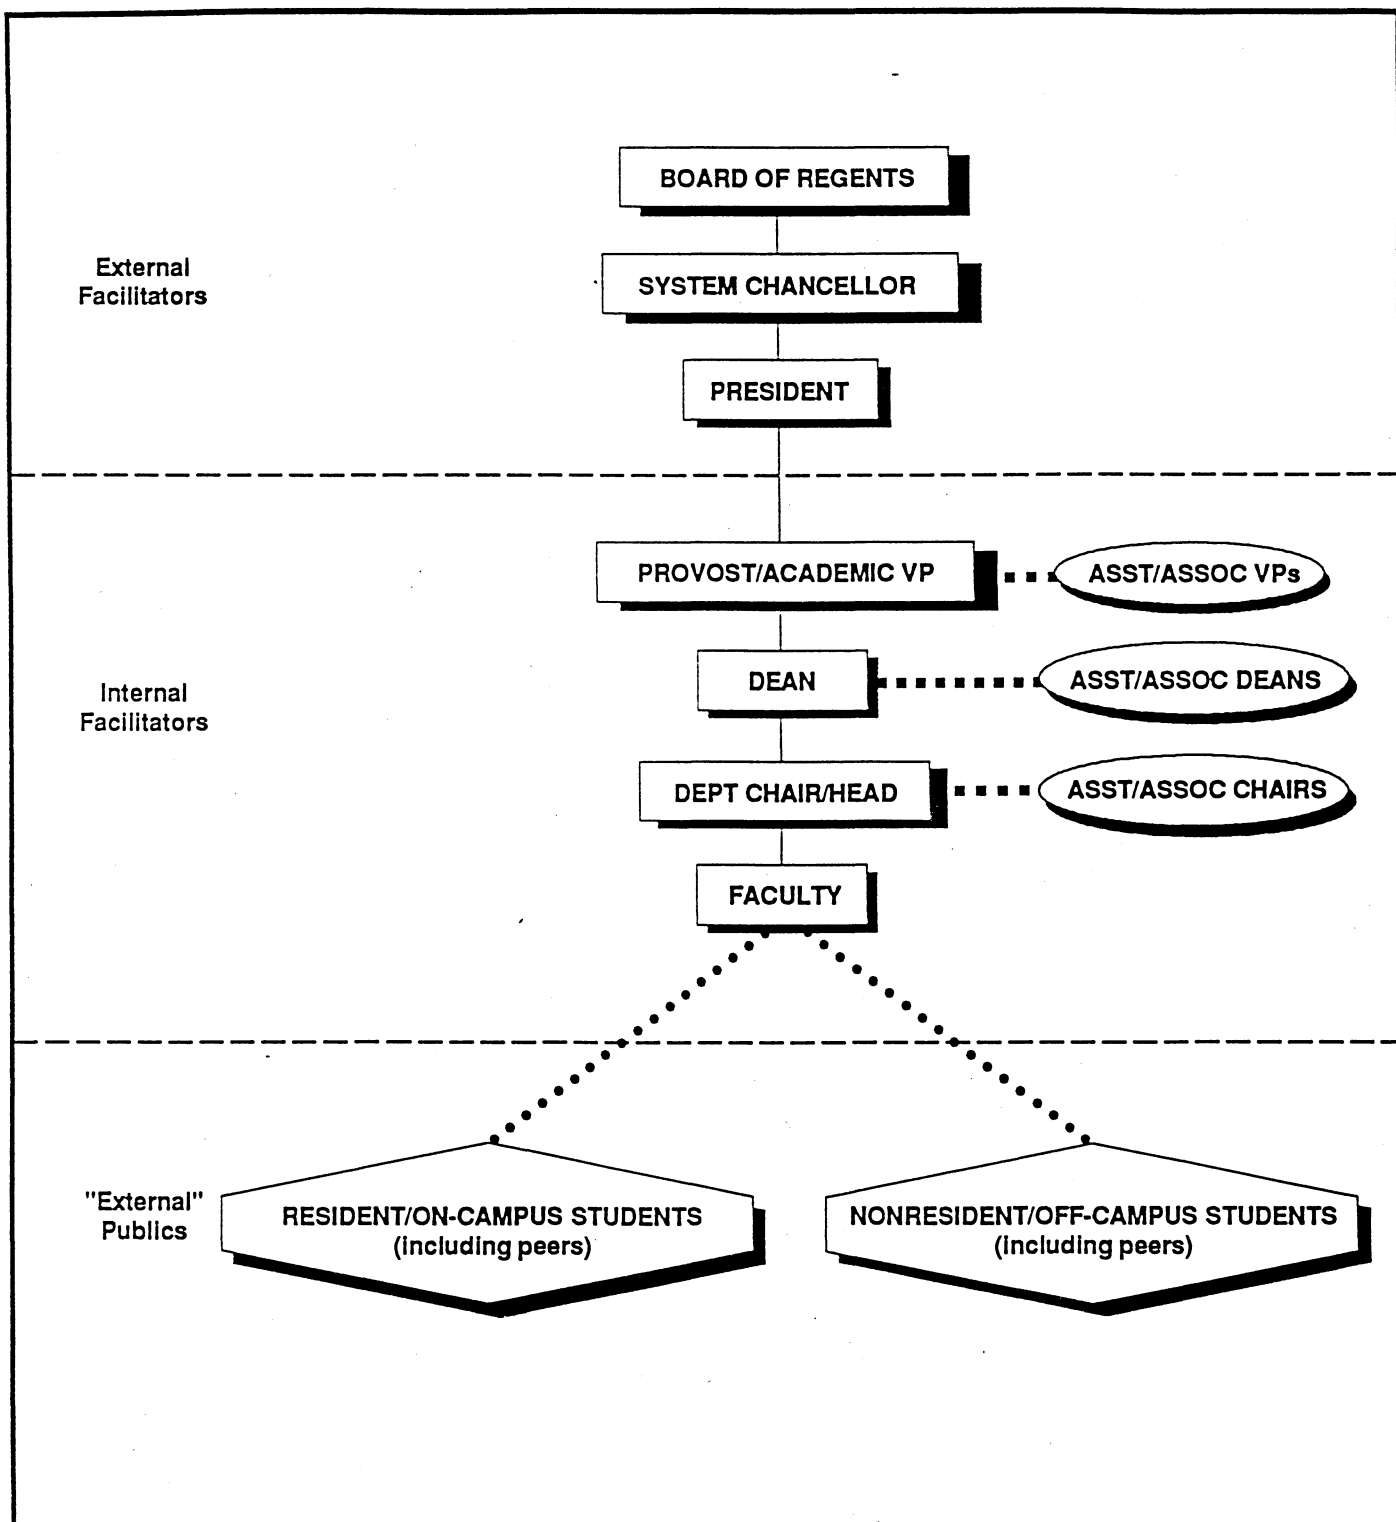 BOARD OF REGENTS
External
Facilitators
SYSTEM CHANCELLOR
PRESIDENT
PROVOST/ACADEMIC VP
ASST/ASSOC VPs
Internal
Facilitators
DEAN
ASST/ASSOC DEANS
DEPT CHAIR/HEAD
ASST/ASSOC CHAIRS
FACULTY
"External"
Publics
RESIDENT/ON-CAMPUS STUDENTS
(including peers)
NONRESIDENT/OFF-CAMPUS STUDENTS
(including peers)